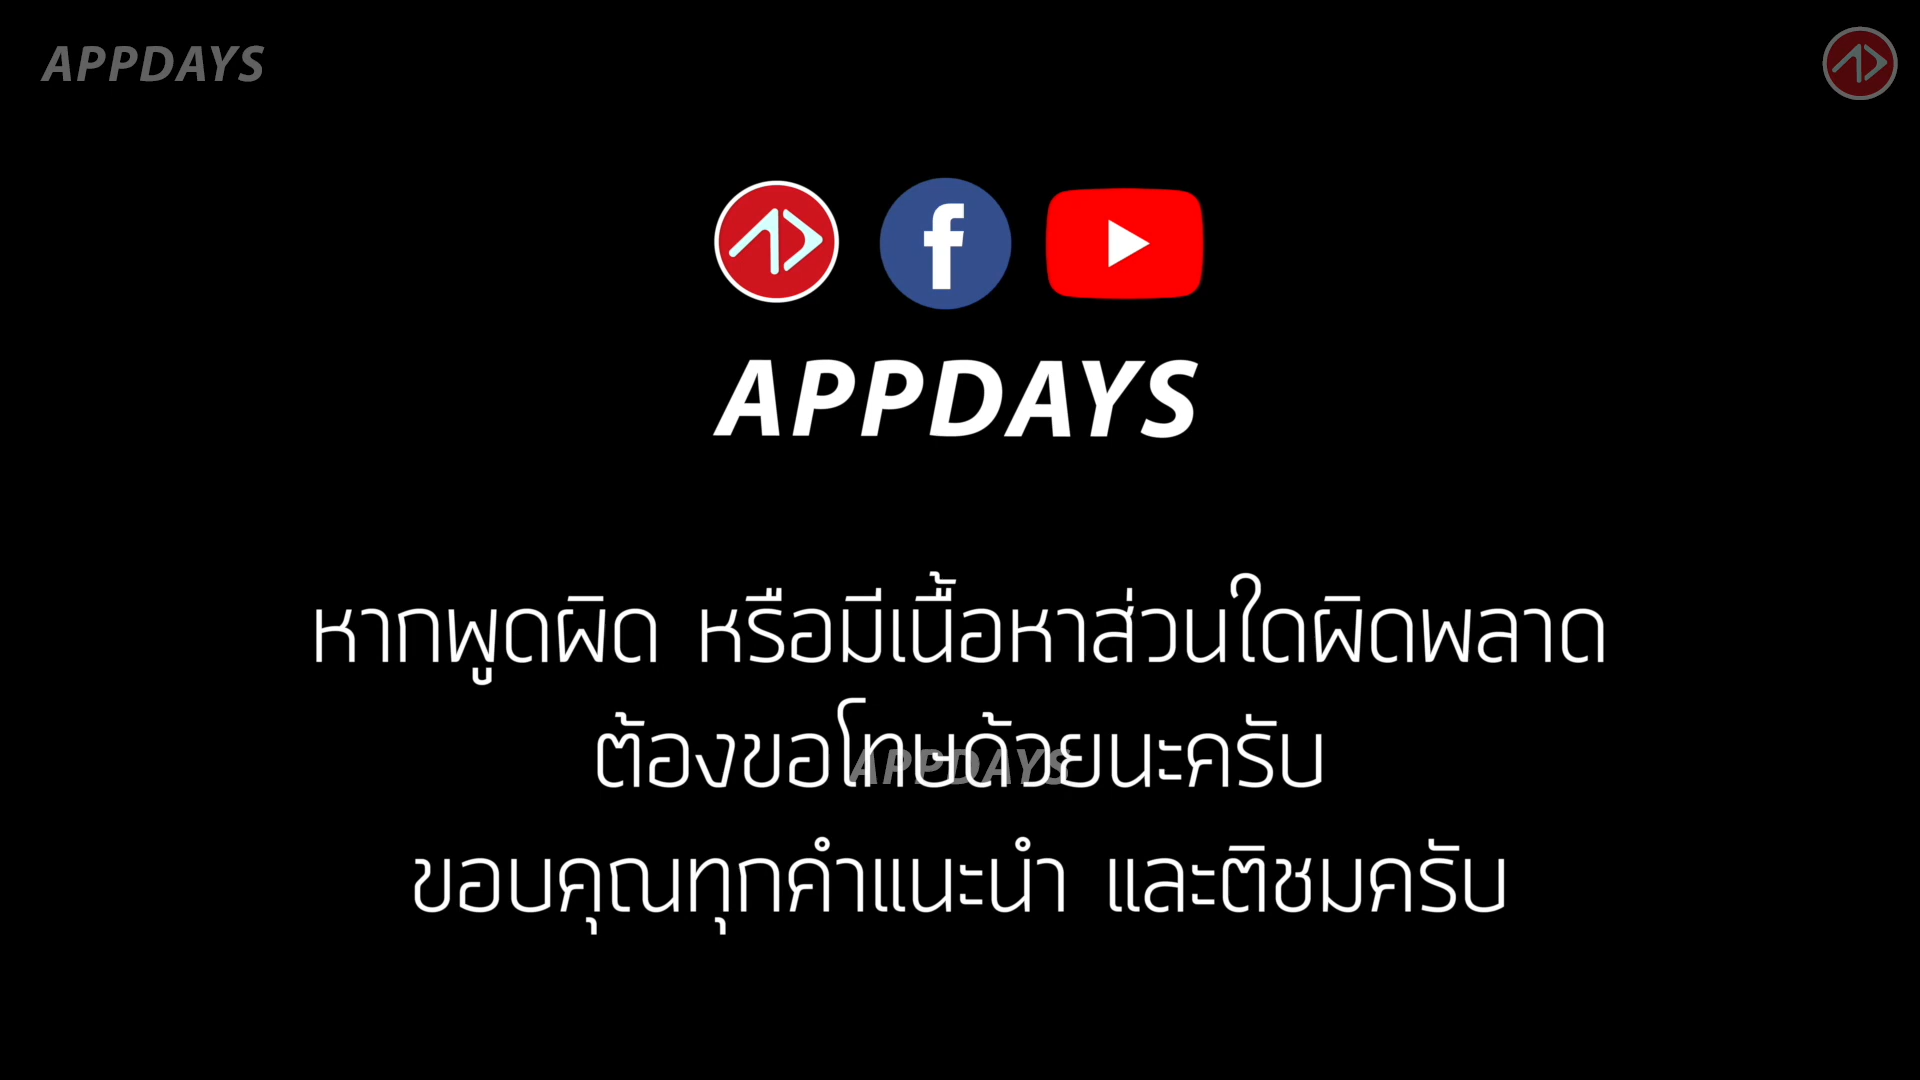 APPDAYS
APPDAYS
หากพูดผิด หรือมีเนื้อหาส่วนใดผิดพลาด
ต้องขอโทษด้วยนะครับ
APPDAYS
ขอบคุณทุกคำแนะนำ และติชมครับ